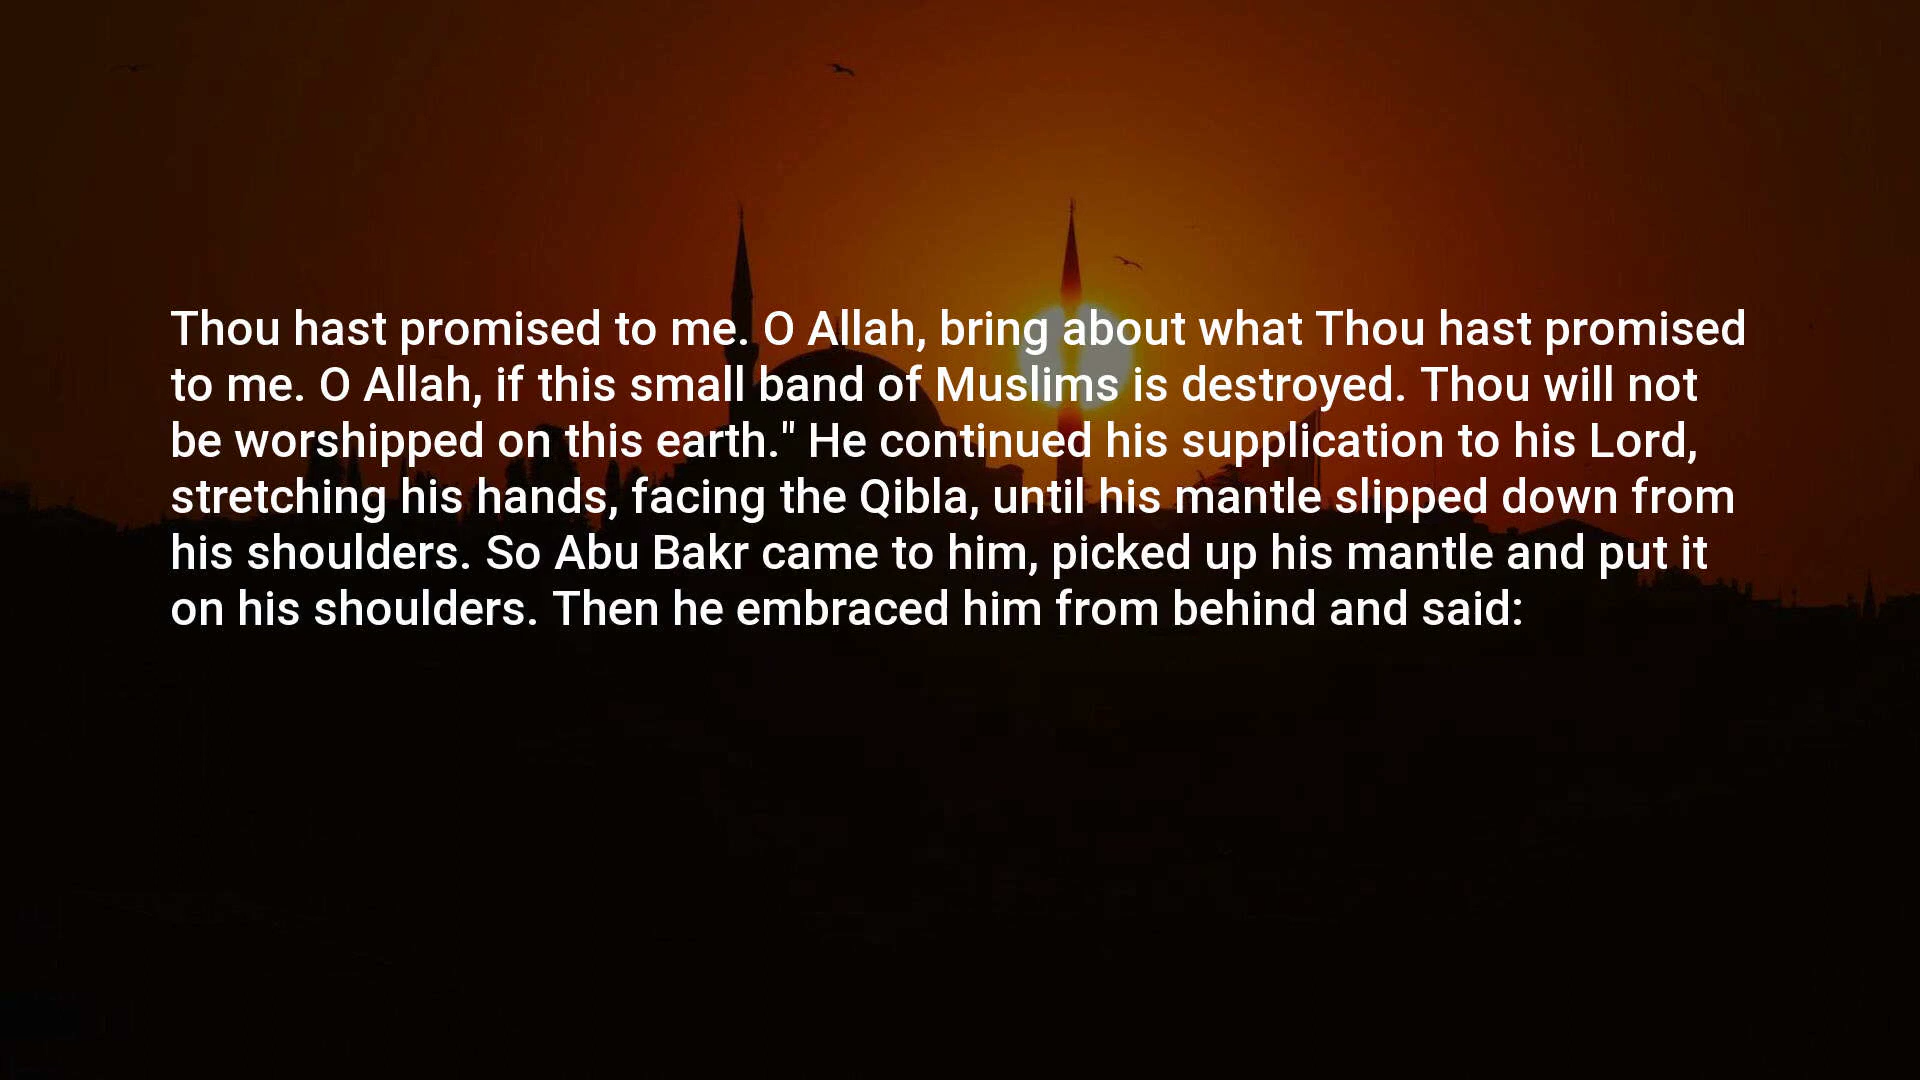 Thou hast promised to me. O Allah, bring about what Thou hast promised
to me. O Allah, if this small band of Muslims is destroyed. Thou will not
be worshipped on this earth." He continued his supplication to his Lord,
stretching his hands, facing the Qibla, until his mantle slipped down from
his shoulders. So Abu Bakr came to him, picked up his mantle and put it
on his shoulders. Then he embraced him from behind and said: